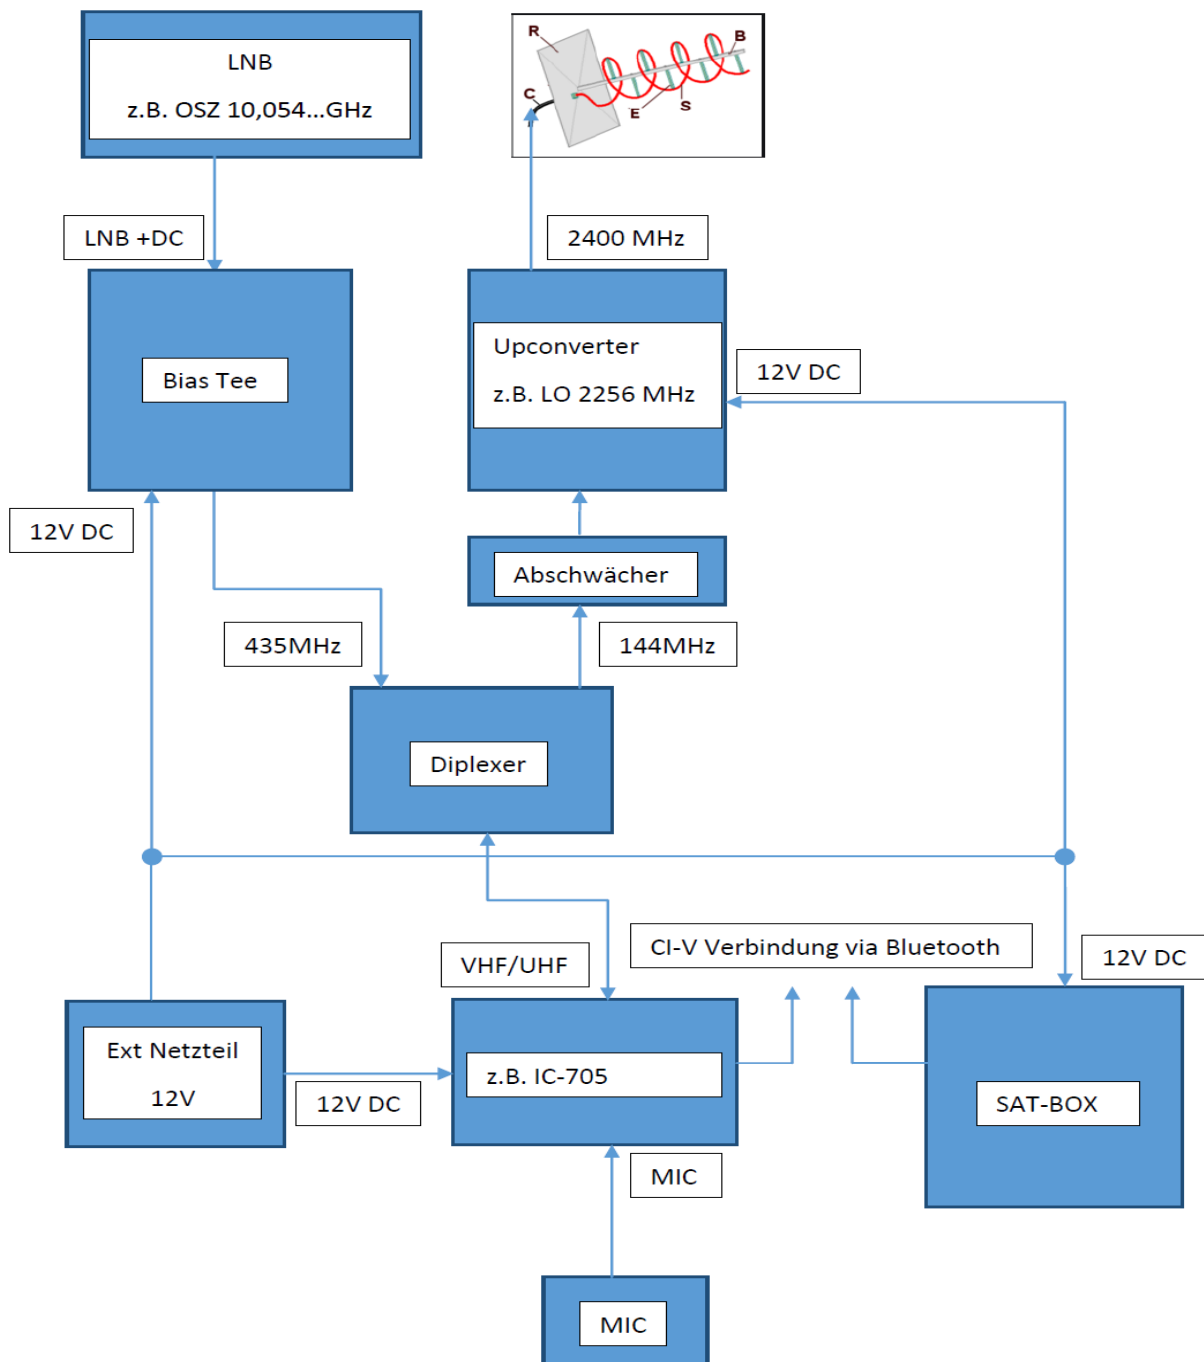 LNB
z.B. OSZ 10,054...GHz
R
B
C
E
S
LNB +DC
2400 MHz
Bias Tee
Upconverter
z.B. LO 2256 MHz
12V DC
12V DC
Abschwächer
435MHz
144MHz
Diplexer
VHF/UHF
CI-V Verbindung via Bluetooth
12V DC
Ext Netzteil
12V
12V DC
z.B. IC-705
SAT-BOX
MIC
MIC